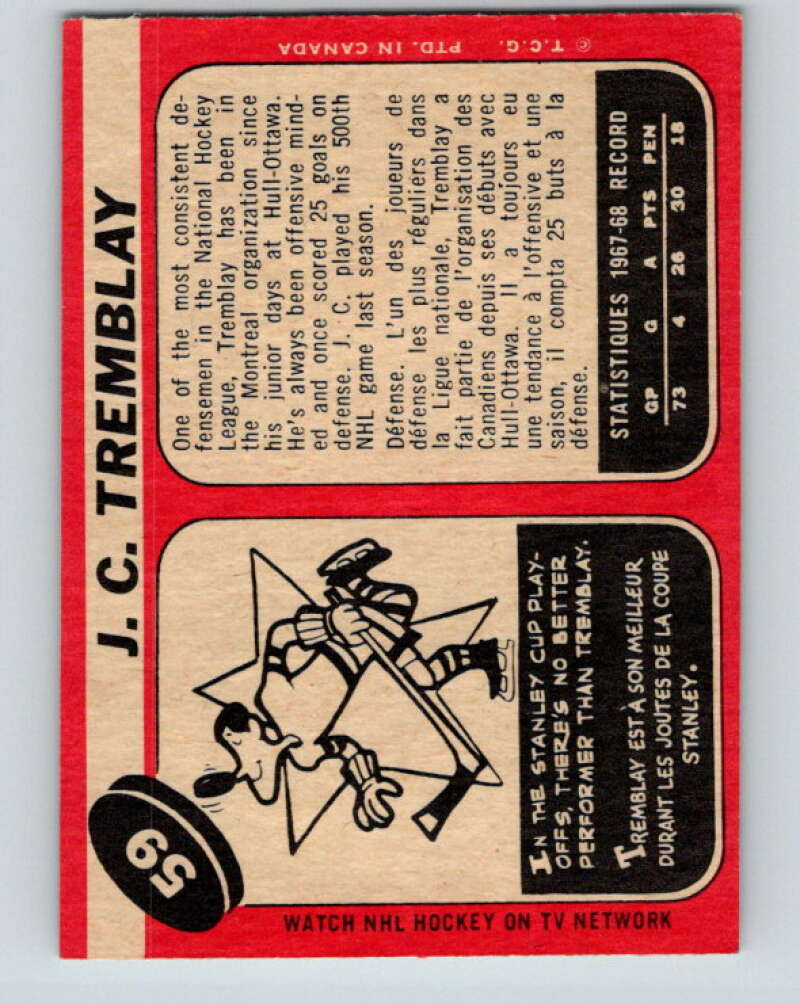 59
J. C. TREMBLAY
WATCH NHL HOCKEY ON TV NETWORK
IN THE STANLEY CUP PLAY-
OFFS, THERE'S NO BETTER
PERFORMER THAN TREMBLAY.
TREMBLAY EST À SON MEILLEUR
DURANT LES JOUTES DE LA COUPE
STANLEY.
One of the most consistent de-
fensemen in the National Hockey
League, Tremblay has been in
the Montreal organization since
his junior days at Hull-Ottawa.
He's always been offensive mind-
ed and once scored 25 goals on
defense. J. C. played his 500th
NHL game last season.
Défense. L'un des joueurs de
défense les plus réguliers dans
la Ligue nationale, Tremblay a
fait partie de l'organisation des
Canadiens depuis ses débuts avec
Hull-Ottawa. Il a toujours eu
une tendance à l'offensive et une
saison, il compta 25 buts à la
défense.
STATISTIQUES 1967-68 RECORD
GP G A PTS PEN
73 4 26 30 18
© T.C.G. PTD. IN CANADA